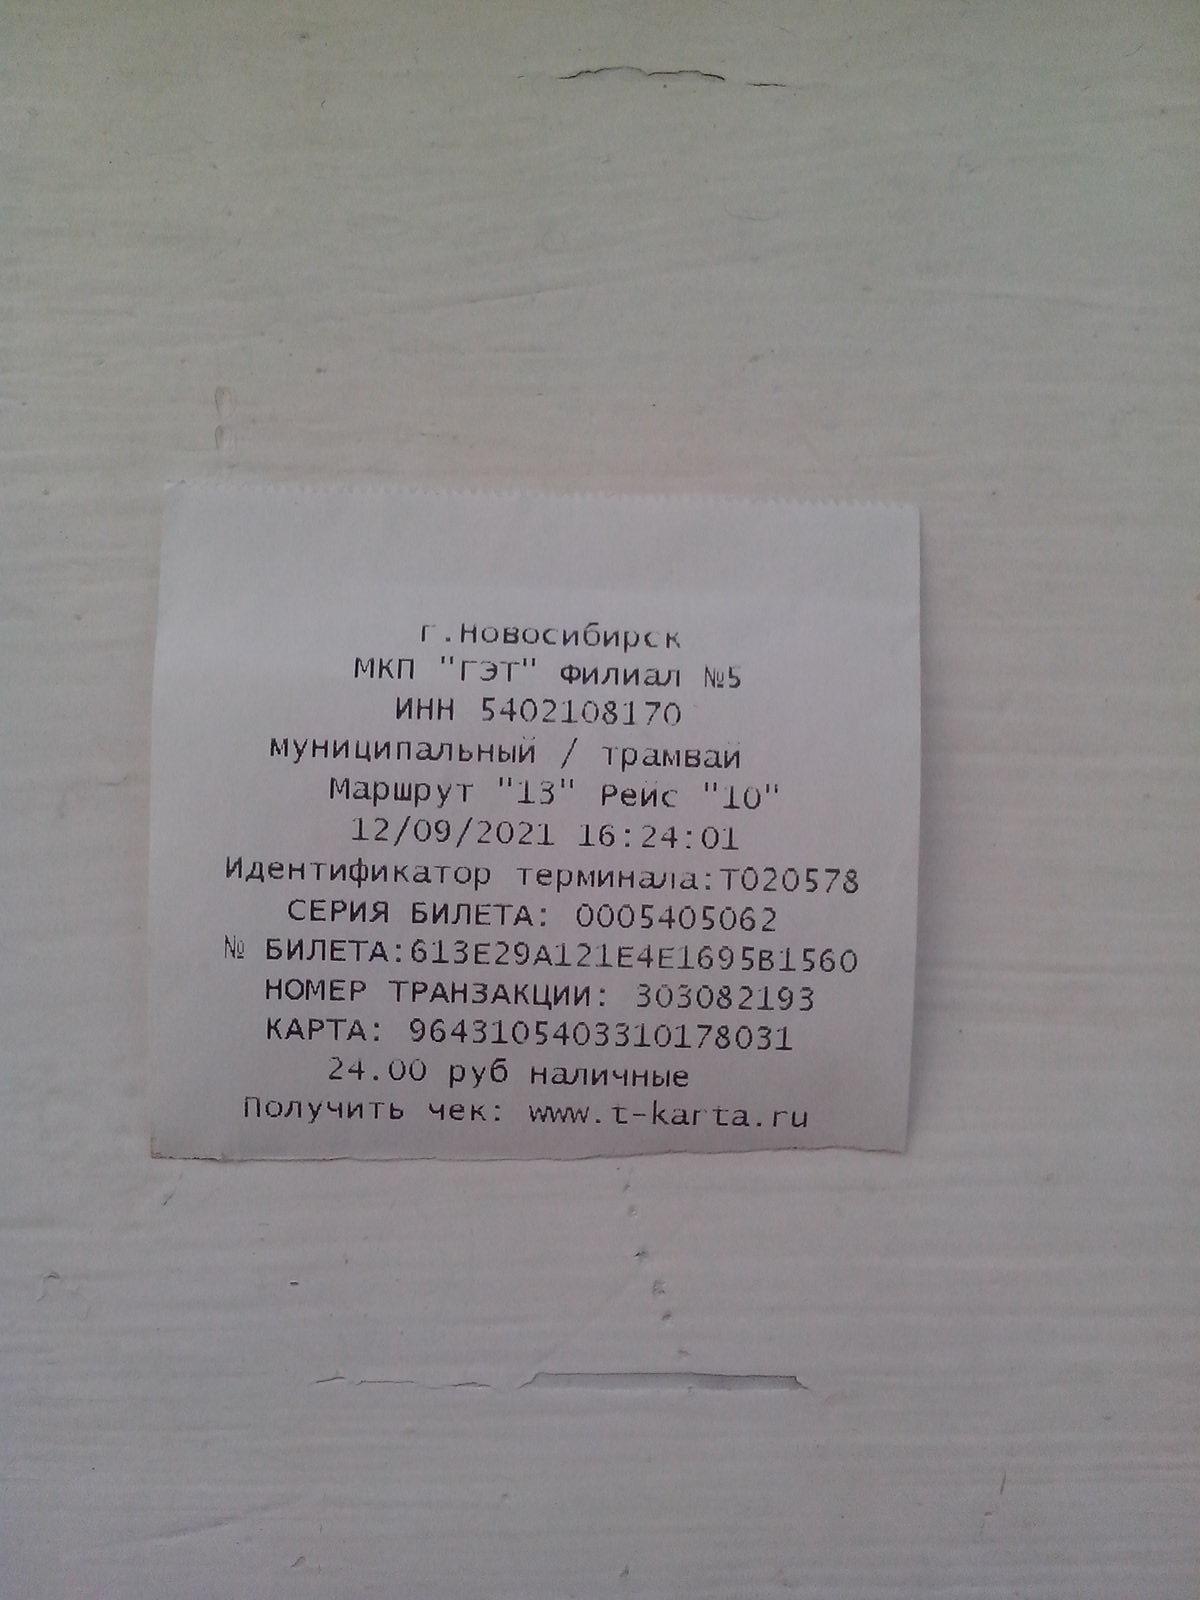 г.Новосибирск
МКП "ГЭТ" Филиал №5
ИНН 5402108170
муниципальный / трамвай
Маршрут "13" Рейс "10"
12/09/2021 16:24:01
Идентификатор терминала:T020578
СЕРИЯ БИЛЕТА: 0005405062
№ БИЛЕТА:613E29A121E4E1695B1560
НОМЕР ТРАНЗАКЦИИ: 303082193
КАРТА: 9643105403310178031
24.00 руб наличные
Получить чек: www.t-karta.ru